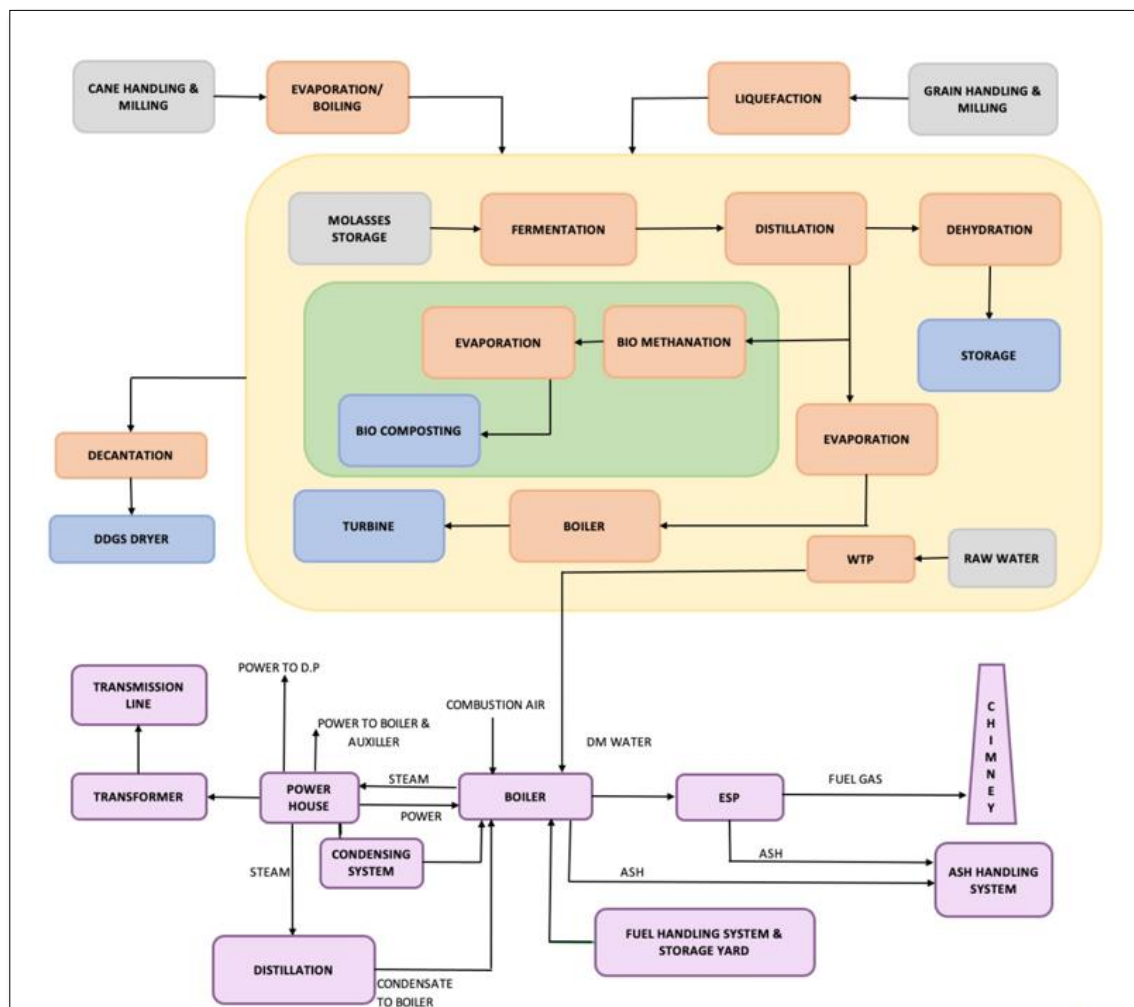 CANE HANDLING &
MILLING
EVAPORATION/
BOILING
LIQUEFACTION
GRAIN HANDLING &
MILLING
MOLASSES
STORAGE
FERMENTATION
DISTILLATION
DEHYDRATION
EVAPORATION
BIO METHANATION
STORAGE
BIO COMPOSTING
EVAPORATION
DECANTATION
DDGS DRYER
TURBINE
BOILER
WTP
RAW WATER
POWER TO D.P
TRANSMISSION
LINE
COMBUSTION AIR
POWER TO BOILER &
AUXILLER
DM WATER
CHIMNEY
STEAM
FUEL GAS
TRANSFORMER
POWER
HOUSE
BOILER
ESP
POWER
CONDENSING
SYSTEM
STEAM
ASH
ASH
ASH HANDLING
SYSTEM
FUEL HANDLING SYSTEM &
STORAGE YARD
DISTILLATION
CONDENSATE
TO BOILER